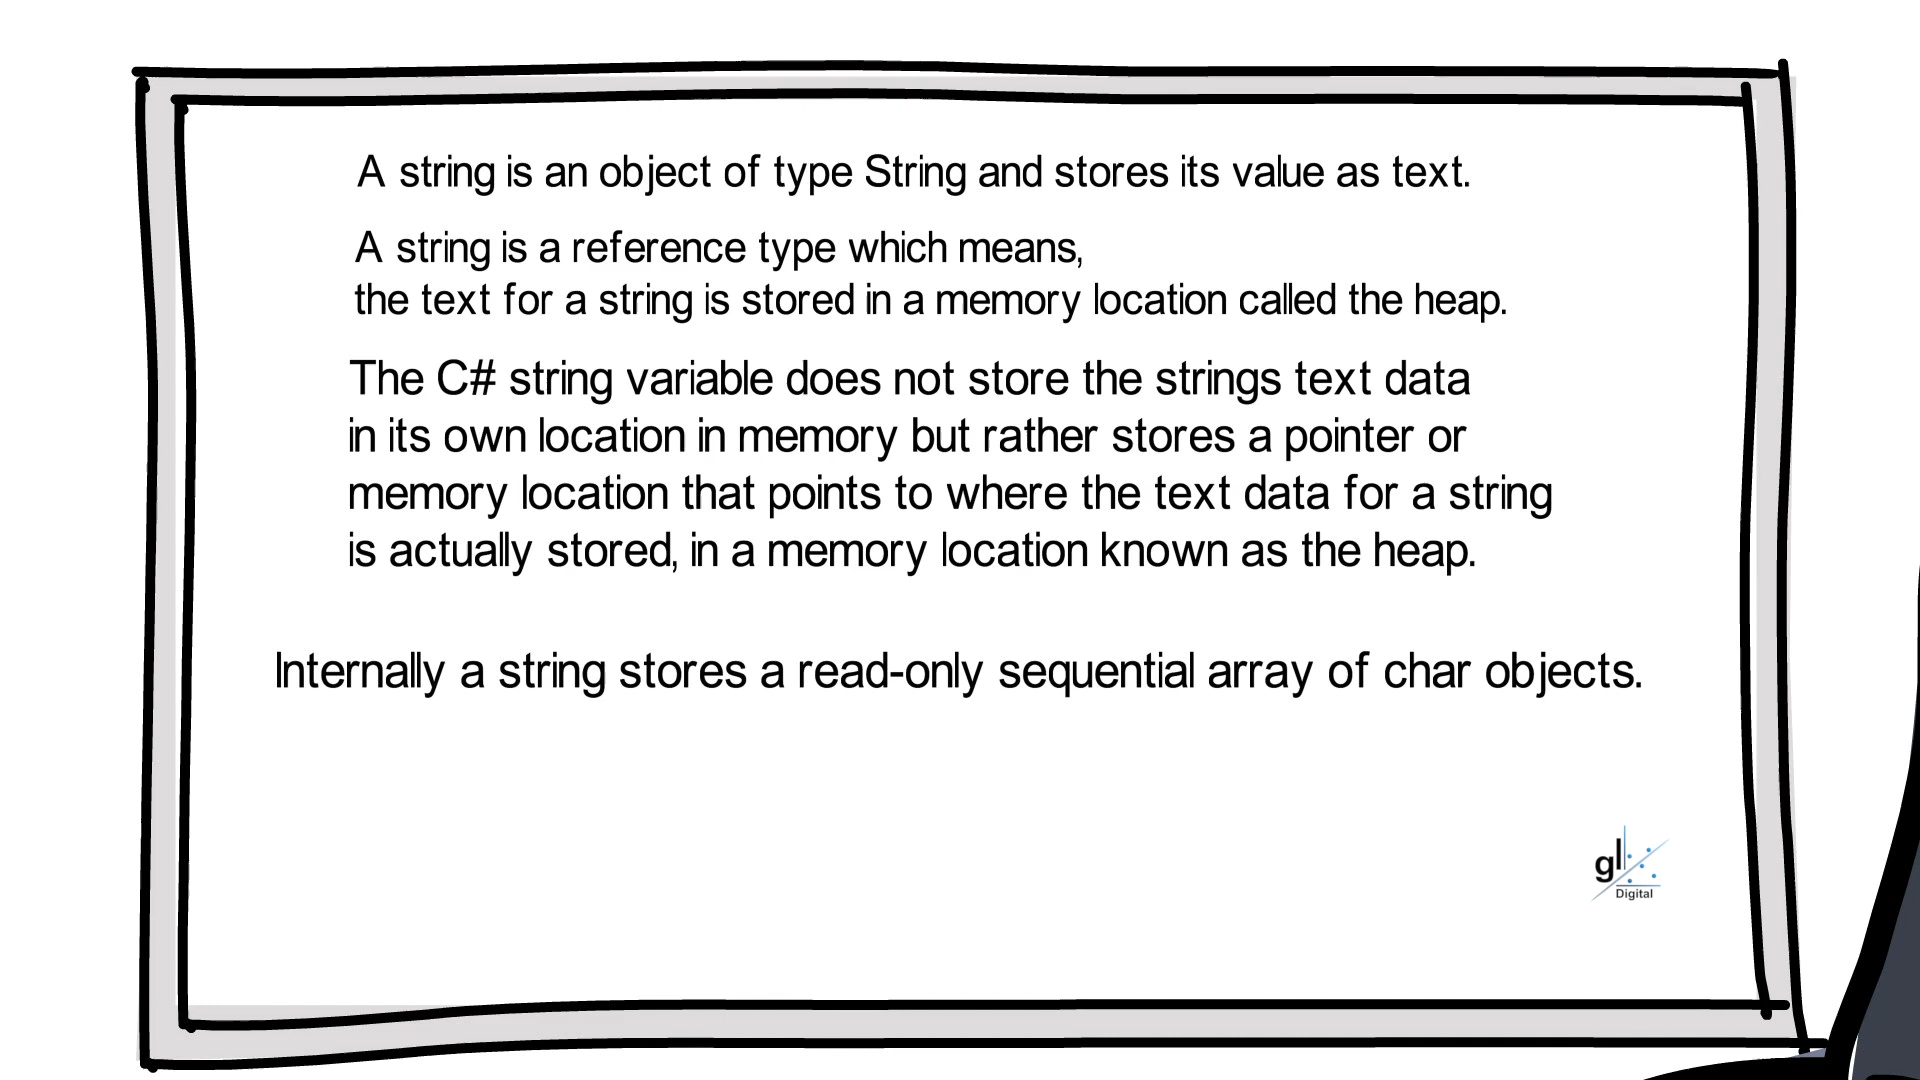 A string is an object of type String and stores its value as text.
A string is a reference type which means,
the text for a string is stored in a memory location called the heap.
The C# string variable does not store the strings text data
in its own location in memory but rather stores a pointer or
memory location that points to where the text data for a string
is actually stored, in a memory location known as the heap.
Internally a string stores a read-only sequential array of char objects.
gl
Digital